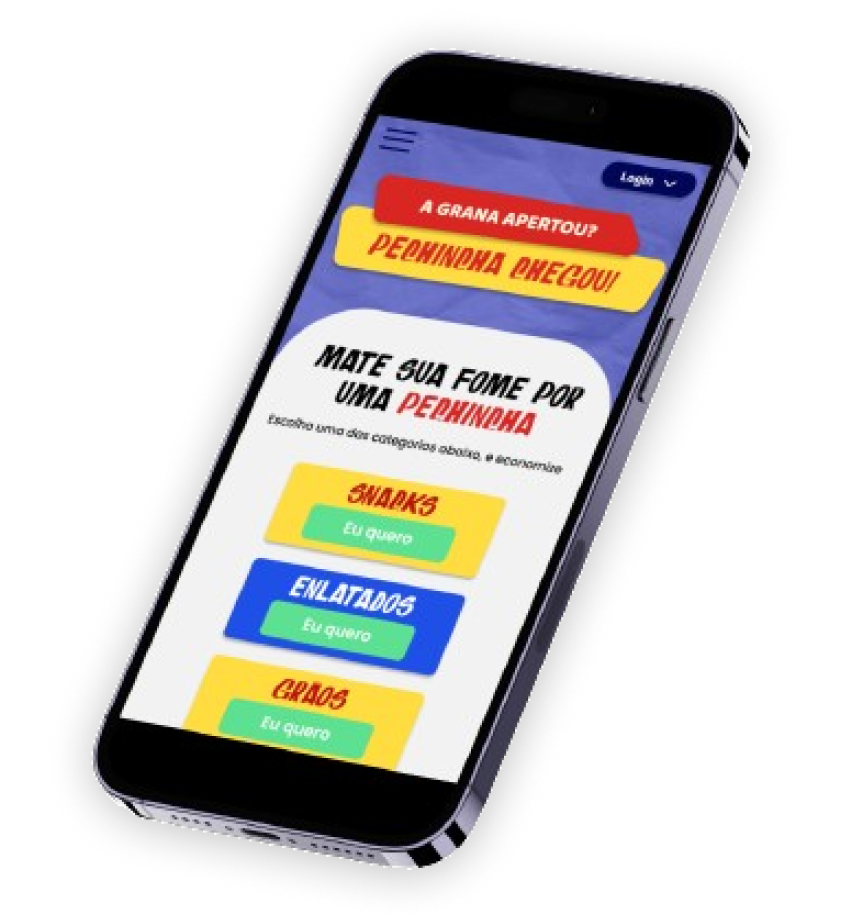 Login
A GRANA APERTOU?
PECHINCHA CHEGOU!
MATE SUA FOME POR
UMA PECHINCHA
Escolha uma das categorias abaixo, e economize
SNACKS
Eu quero
ENLATADOS
Eu quero
GRÃOS
Eu quero